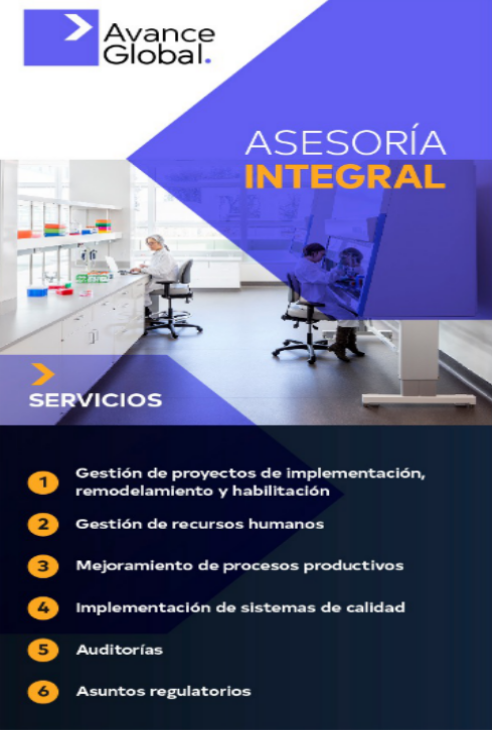 Avance
Global.
ASESORÍA
INTEGRAL
SERVICIOS
1 Gestión de proyectos de implementación,
remodelamiento y habilitación
2 Gestión de recursos humanos
3 Mejoramiento de procesos productivos
4 Implementación de sistemas de calidad
5 Auditorías
6 Asuntos regulatorios